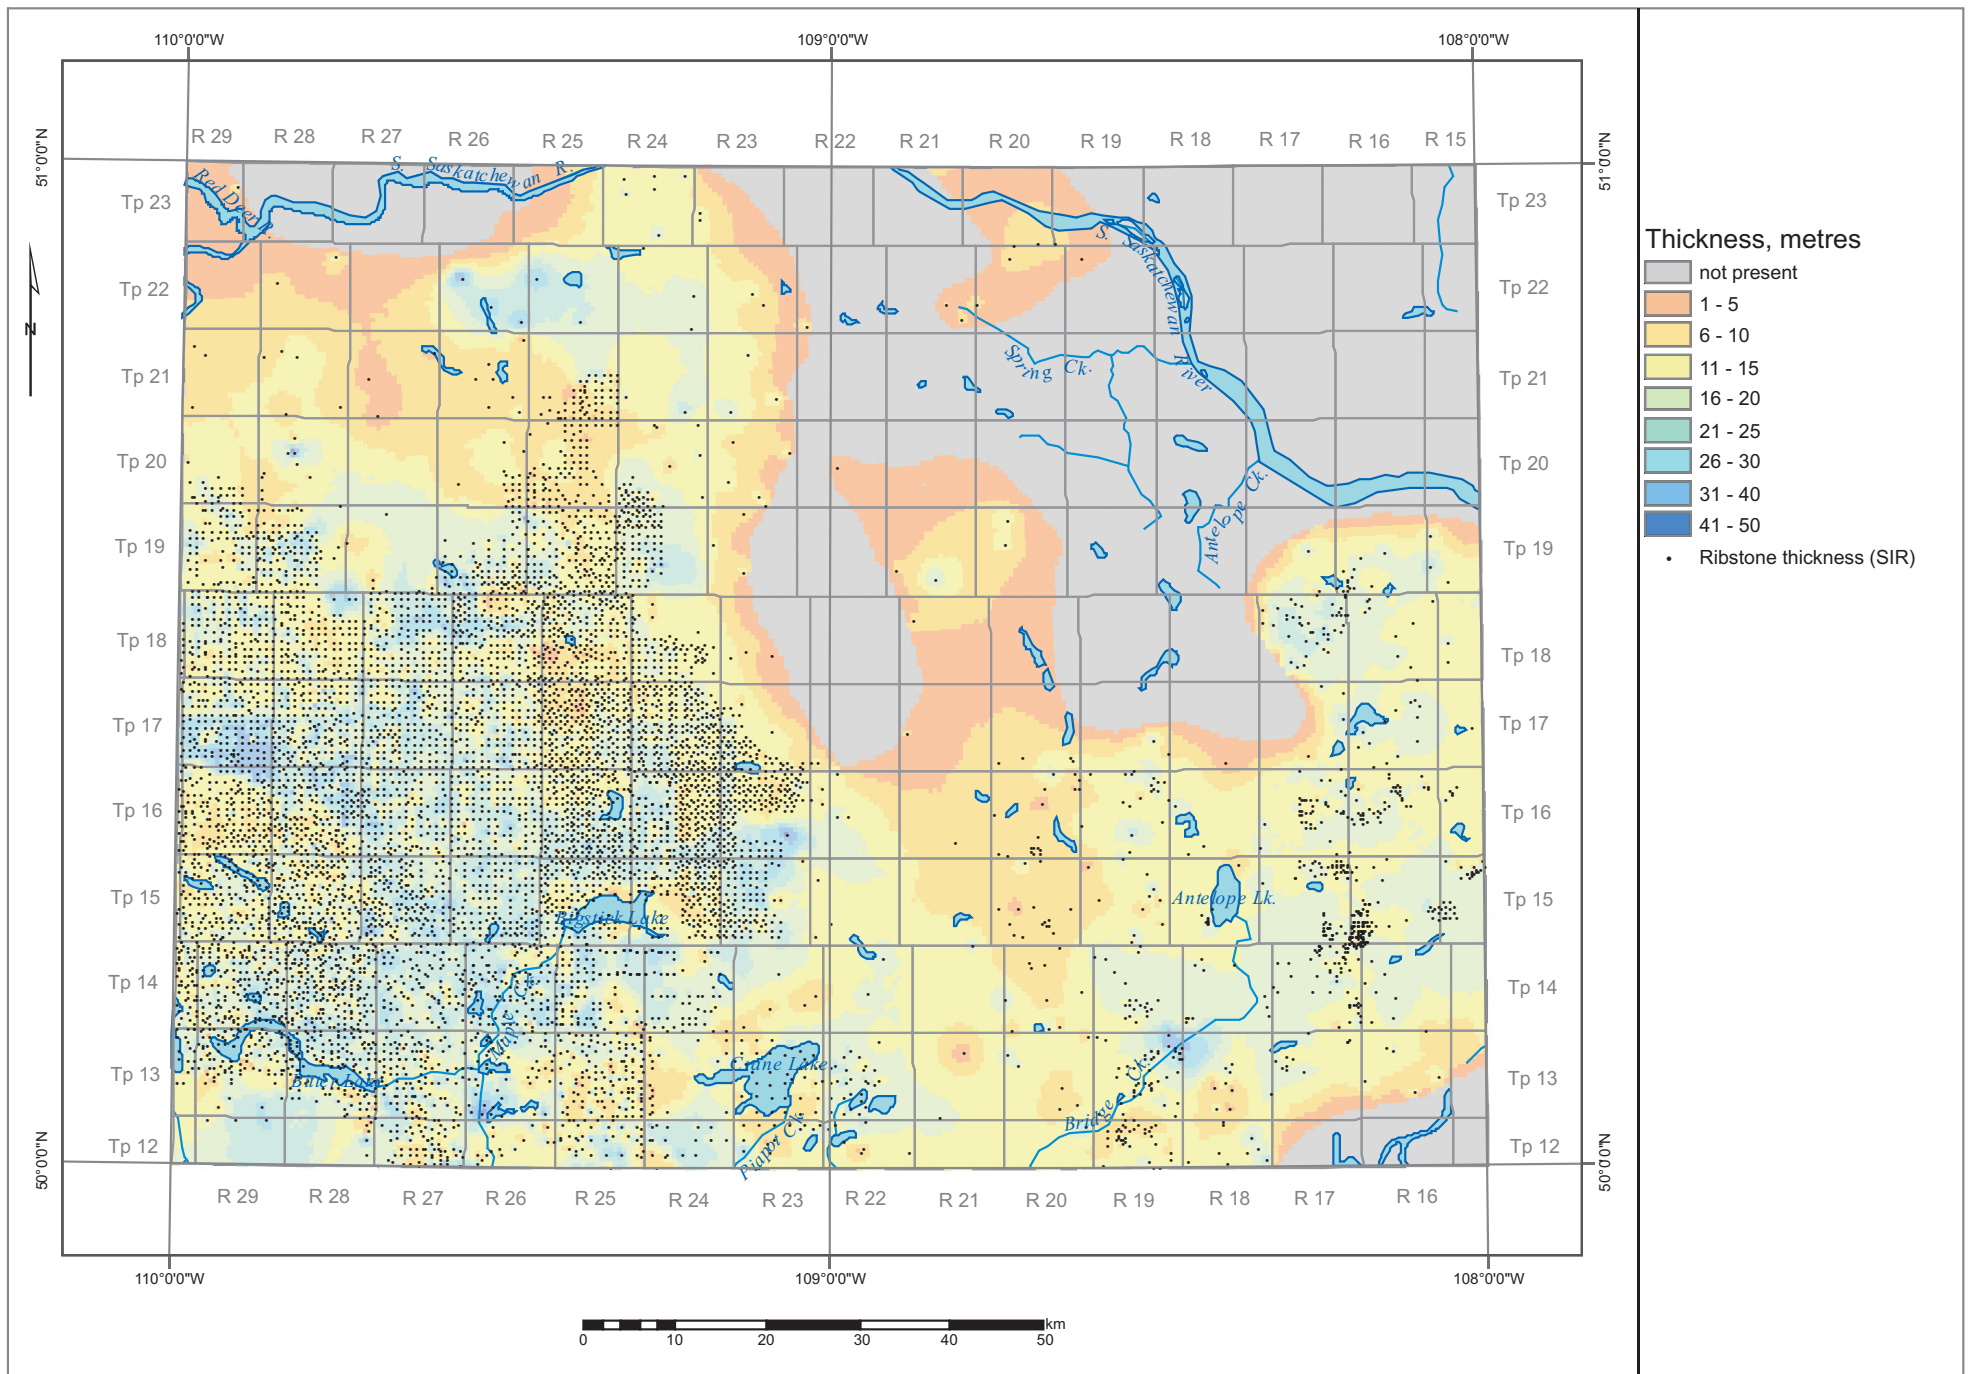 110°0'0"W 109°0'0"W 108°0'0"W
51°0'0"N 51°0'0"N
R 29 R 28 R 27 R 26 R 25 R 24 R 23 R 22 R 21 R 20 R 19 R 18 R 17 R 16 R 15
S. Saskatchewan R.
Red Deer R.
Tp 23 Tp 23
S. Saskatchewan River
Thickness, metres
not present
1 - 5
6 - 10
11 - 15
16 - 20
21 - 25
26 - 30
31 - 40
41 - 50
Ribstone thickness (SIR)
Tp 22 Tp 22
N
Spring Ck.
Tp 21 Tp 21
Tp 20 Tp 20
Antelope Ck.
Tp 19 Tp 19
Tp 18 Tp 18
Tp 17 Tp 17
Tp 16 Tp 16
Tp 15 Tp 15
Antelope Lk.
Bigstick Lake
Tp 14 Tp 14
Maple Ck.
Crane Lake
Tp 13 Tp 13
Bitter Lake
Bridge Ck.
Piapot Ck.
Tp 12 Tp 12
50°0'0"N 50°0'0"N
R 29 R 28 R 27 R 26 R 25 R 24 R 23 R 22 R 21 R 20 R 19 R 18 R 17 R 16
110°0'0"W 109°0'0"W 108°0'0"W
km
0 10 20 30 40 50